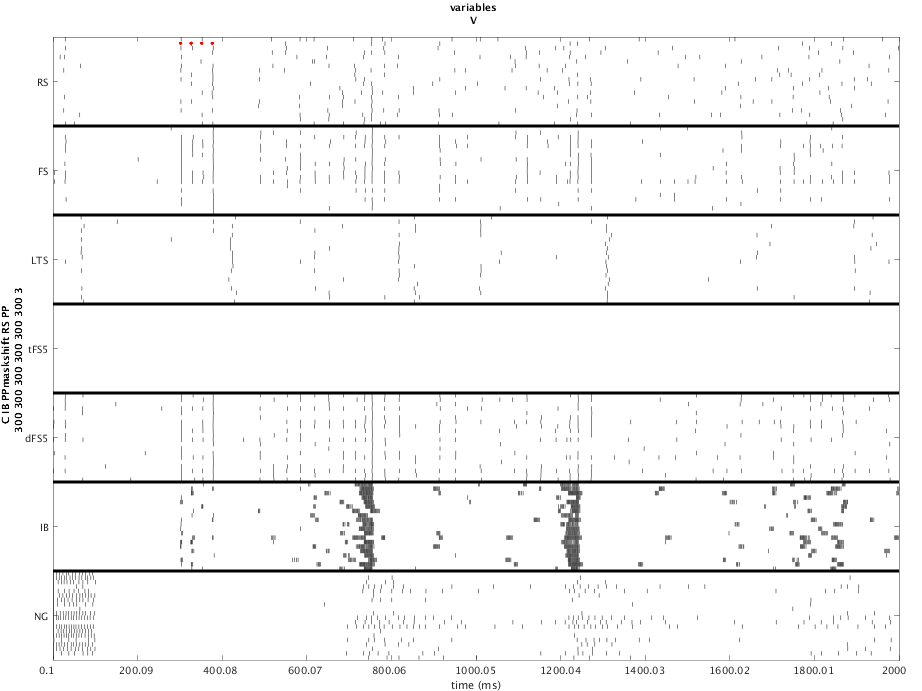 variables
V
RS
FS
LTS
tFS5
dFS5
IB
NG
C IB PPmaskshift RS PP
300 300 300 300 300 300 3
0.1 200.09 400.08 600.07 800.06 1000.05 1200.04 1400.03 1600.02 1800.01 2000
time (ms)